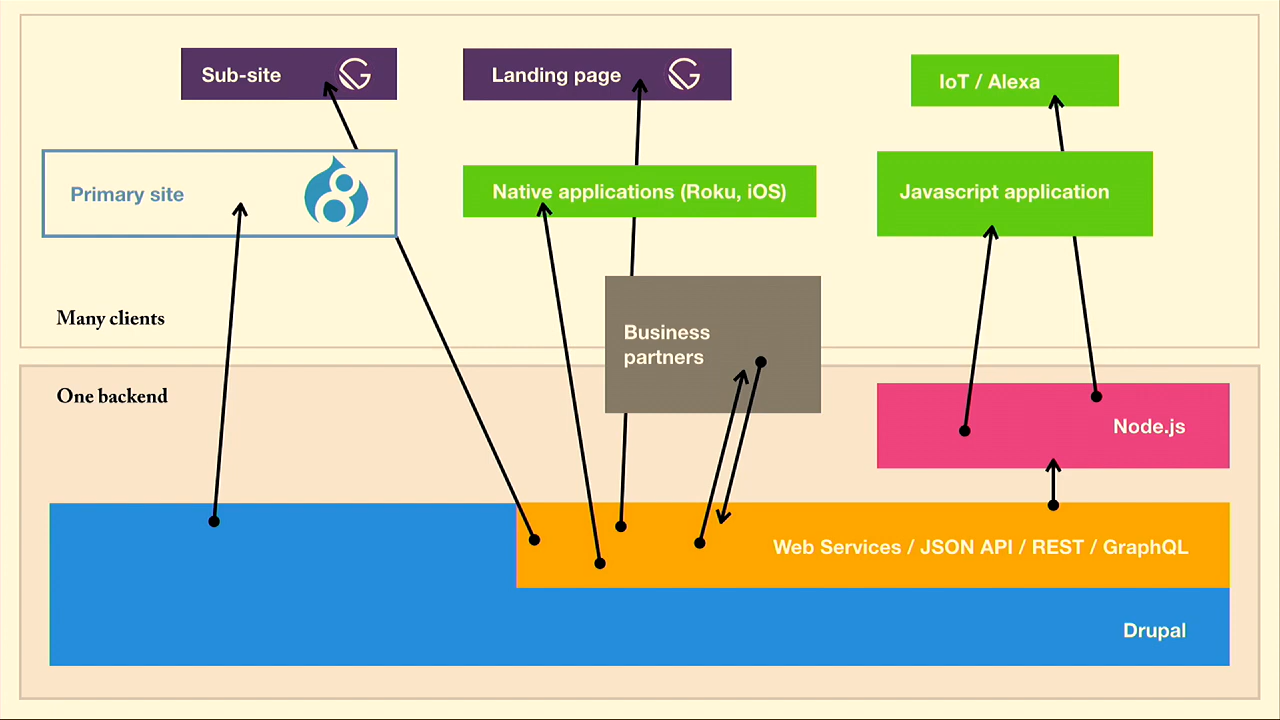 Sub-site
Landing page
IoT / Alexa
Primary site
Native applications (Roku, iOS)
Javascript application
Many clients
Business
partners
One backend
Node.js
Web Services / JSON API / REST / GraphQL
Drupal